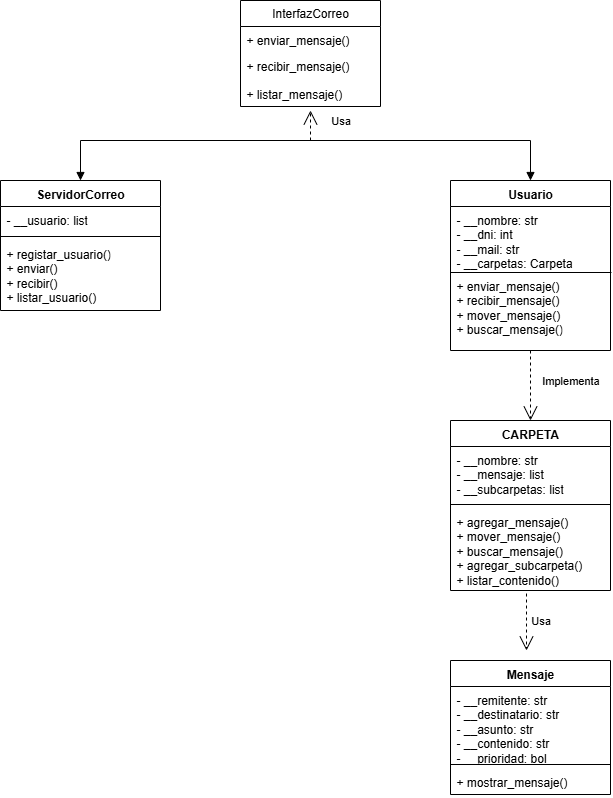 InterfazCorreo
+ enviar_mensaje()
+ recibir_mensaje()
+ listar_mensaje()
Usa
ServidorCorreo
- __usuario: list
+ registar_usuario()
+ enviar()
+ recibir()
+ listar_usuario()
Usuario
- __nombre: str
- __dni: int
- __mail: str
- __carpetas: Carpeta
+ enviar_mensaje()
+ recibir_mensaje()
+ mover_mensaje()
+ buscar_mensaje()
Implementa
CARPETA
- __nombre: str
- __mensaje: list
- __subcarpetas: list
+ agregar_mensaje()
+ mover_mensaje()
+ buscar_mensaje()
+ agregar_subcarpeta()
+ listar_contenido()
Usa
Mensaje
- __remitente: str
- __destinatario: str
- __asunto: str
- __contenido: str
- __prioridad: bol
+ mostrar_mensaje()